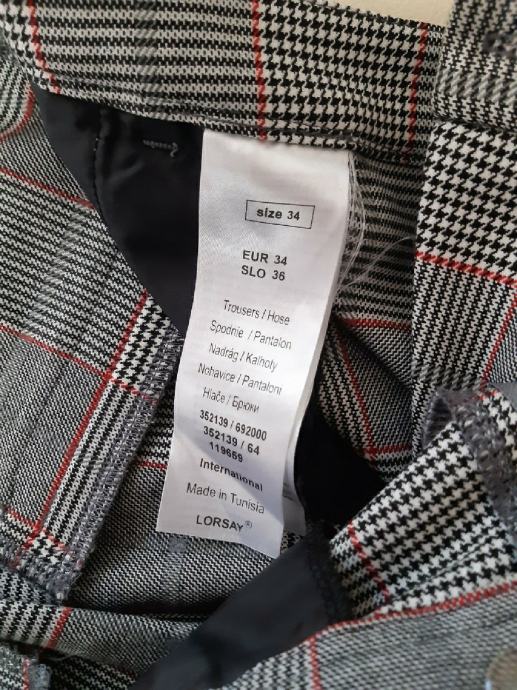 size 34
EUR 34
SLO 36
Trousers / Hose
Spodnie / Pantalon
Nadrág / Kalhoty
Nohavice / Pantaloni
Hlače / Брюки
352139 / 692000
352139 / 64
119659
International
Made in Tunisia
LORSAY®